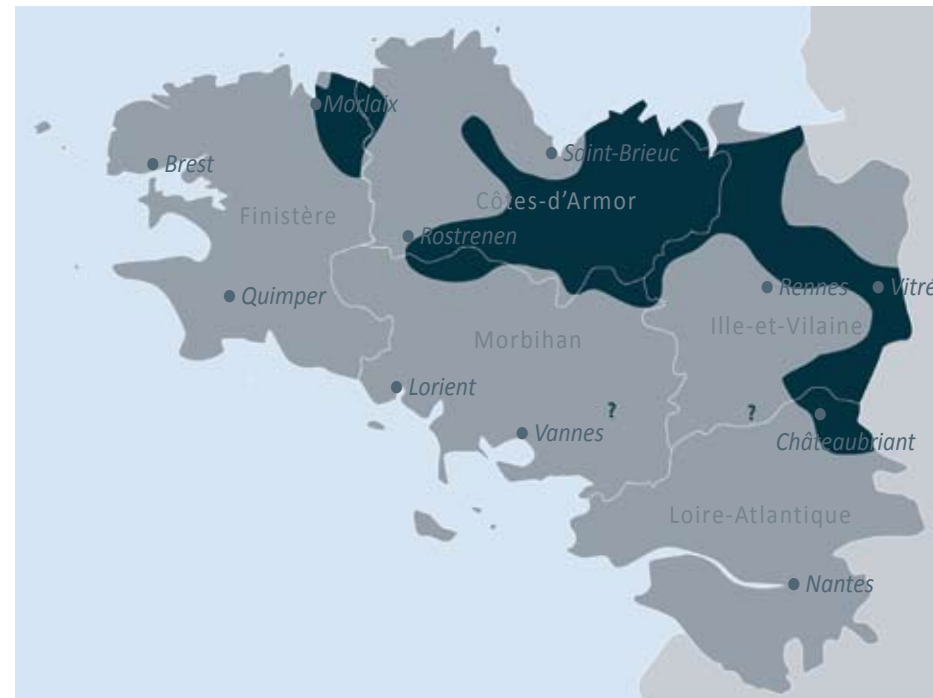 Morlaix
Saint-Brieuc
Brest
Côtes-d'Armor
Finistère
Rostrenen
Rennes
Vitré
Quimper
Ille-et-Vilaine
Morbihan
Lorient
?
?
Vannes
Châteaubriant
Loire-Atlantique
Nantes